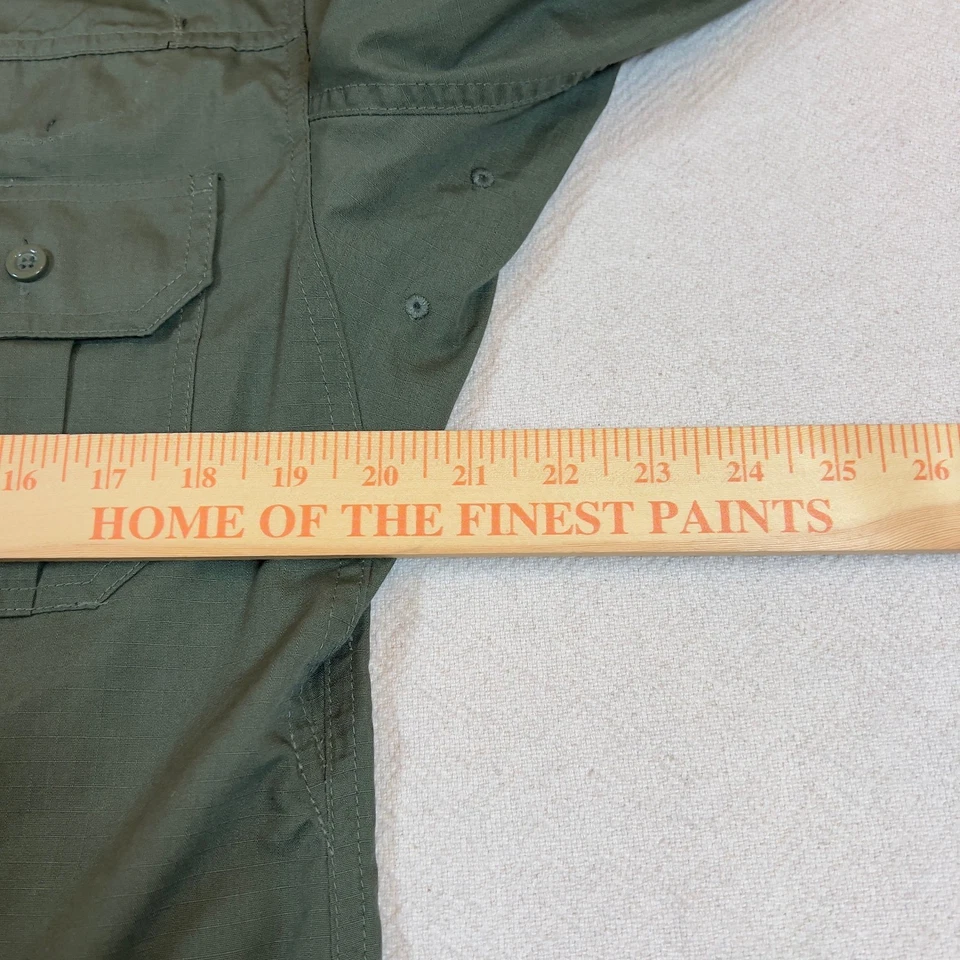 16 17 18 19 20 21 22 23 24 25 26
HOME OF THE FINEST PAINTS